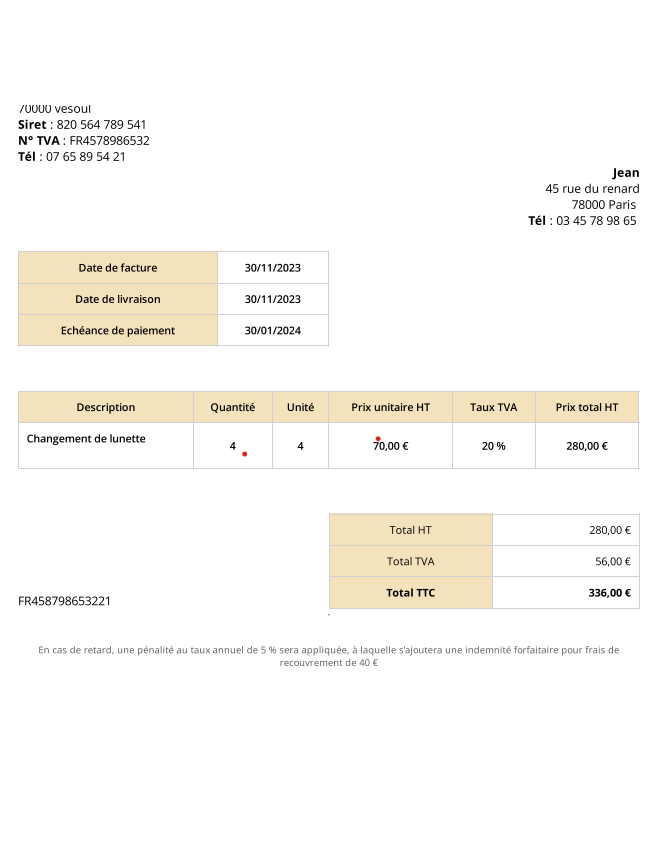 70000 vesoul
Siret : 820 564 789 541
N° TVA : FR4578986532
Tél : 07 65 89 54 21
Jean
45 rue du renard
78000 Paris
Tél : 03 45 78 98 65
Date de facture 30/11/2023
Date de livraison 30/11/2023
Echéance de paiement 30/01/2024
Description Quantité Unité Prix unitaire HT Taux TVA Prix total HT
Changement de lunette 4 4 70,00 € 20 % 280,00 €
Total HT 280,00 €
Total TVA 56,00 €
Total TTC 336,00 €
FR458798653221
En cas de retard, une pénalité au taux annuel de 5 % sera appliquée, à laquelle s'ajoutera une indemnité forfaitaire pour frais de
recouvrement de 40 €